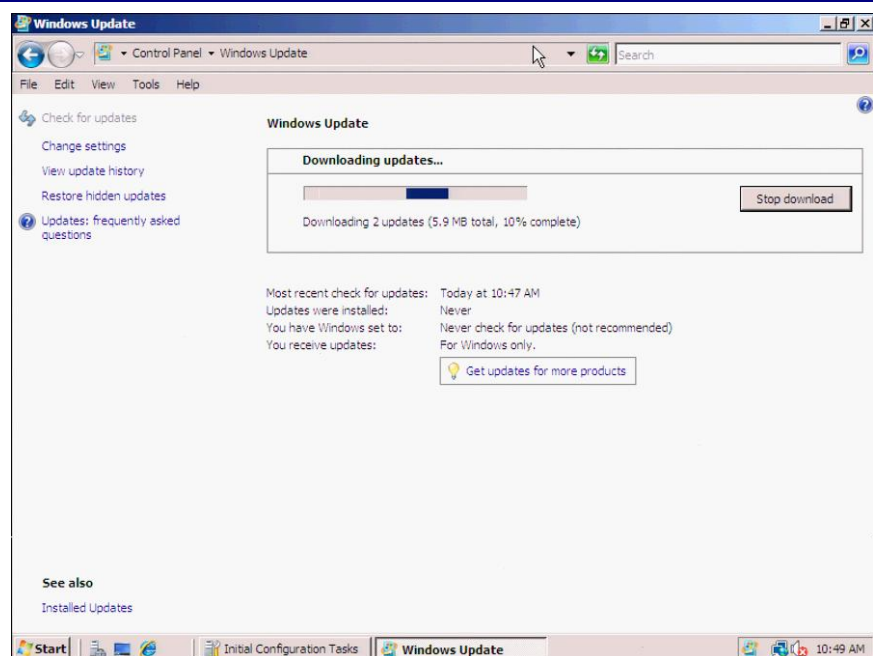 Windows Update
Control Panel ▾ Windows Update
Search
File Edit View Tools Help
Check for updates
Change settings
View update history
Restore hidden updates
Updates: frequently asked
questions
Windows Update
Downloading updates...
Stop download
Downloading 2 updates (5.9 MB total, 10% complete)
Most recent check for updates: Today at 10:47 AM
Updates were installed: Never
You have Windows set to: Never check for updates (not recommended)
You receive updates: For Windows only.
Get updates for more products
See also
Installed Updates
Start Initial Configuration Tasks Windows Update 10:49 AM